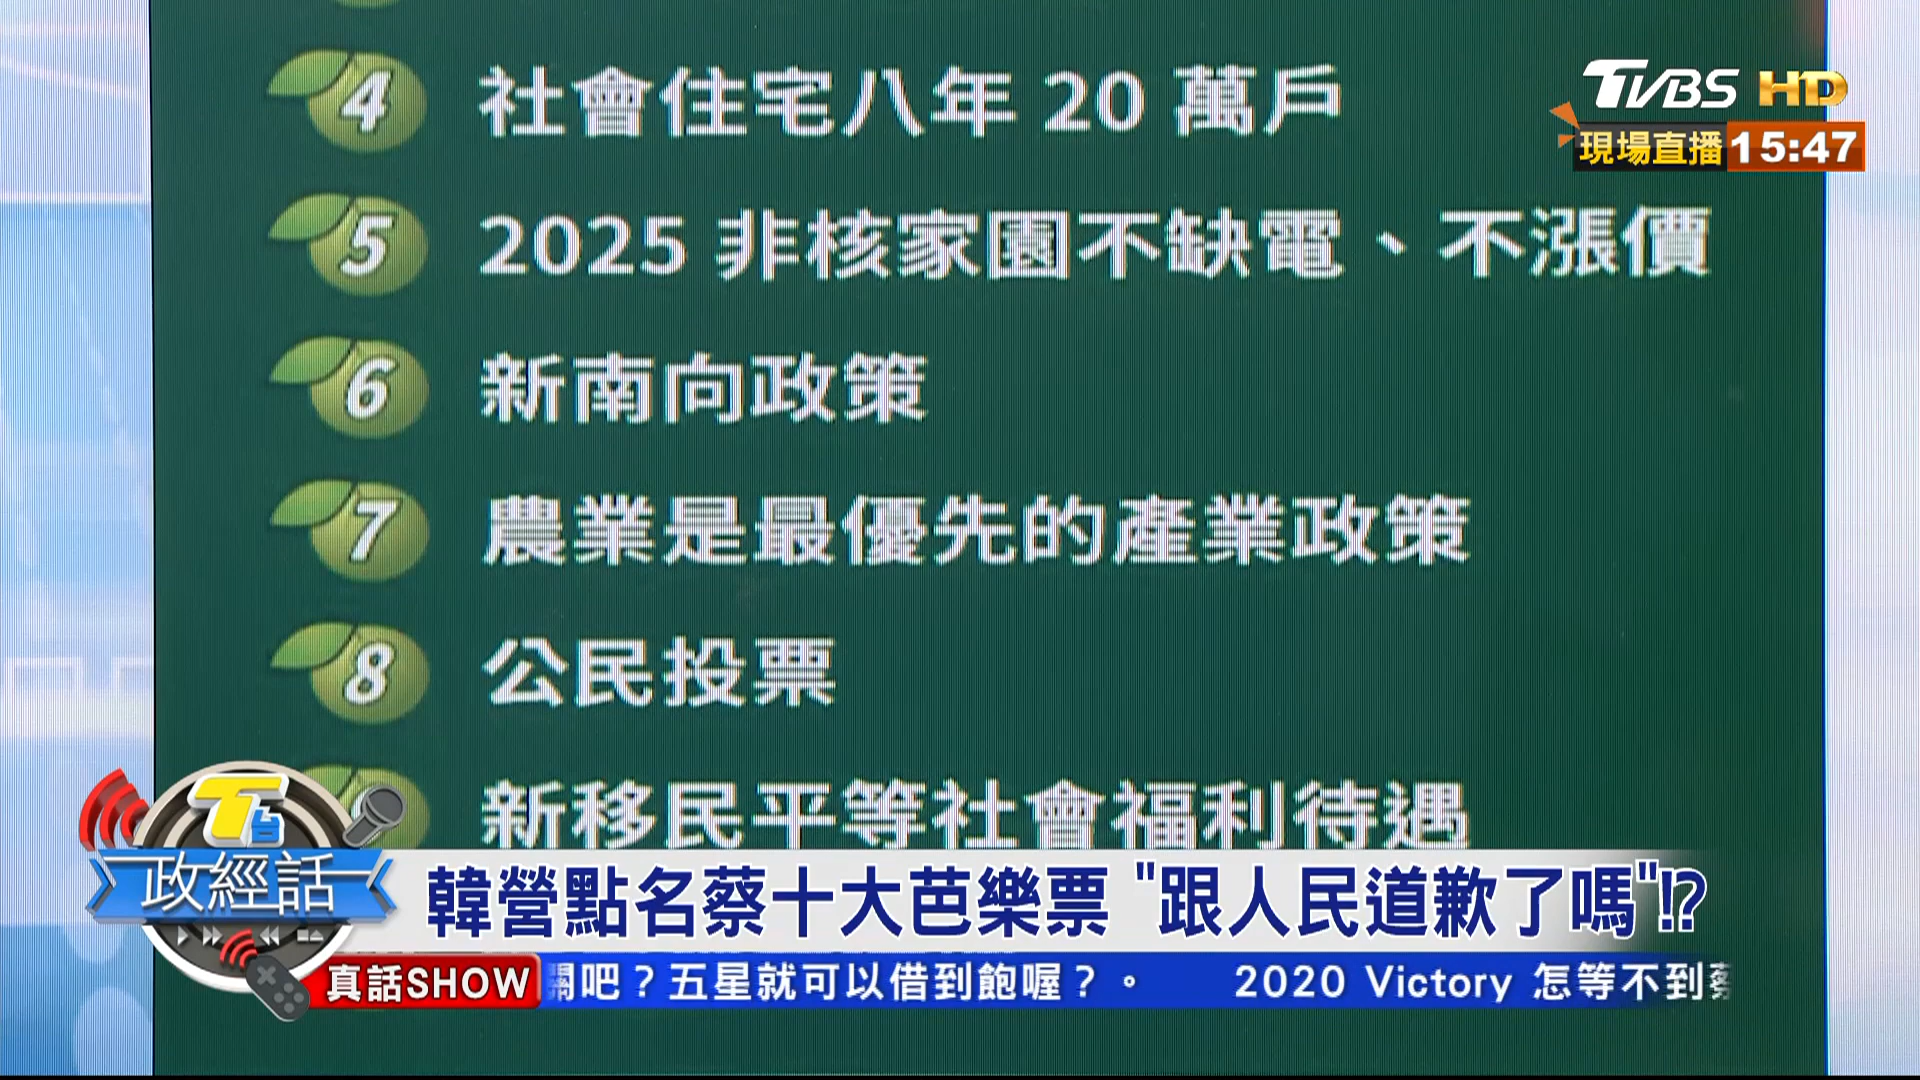 4 社會住宅八年 20 萬戶
TVBS HD
現場直播 15:47
5 2025 非核家園不缺電、不漲價
6 新南向政策
7 農業是最優先的產業政策
8 公民投票
新移民平等社會福利待遇
T台
政經話
韓營點名蔡十大芭樂票 "跟人民道歉了嗎"!?
真話SHOW 關吧？五星就可以借到飽喔？。 2020 Victory 怎等不到蔡